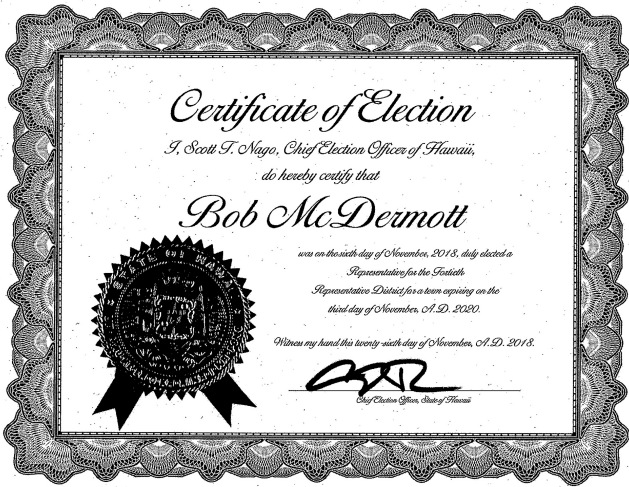 Certificate of Election
I, Scott T. Nago, Chief Election Officer of Hawaii,
do hereby certify that
Bob McDermott
was on the sixth day of November, 2018, duly elected a
Representative for the Fortieth
Representative District for a term expiring on the
third day of November, A.D. 2020.
Witness my hand this twenty-sixth day of November, A.D. 2018.
Chief Election Officer, State of Hawaii